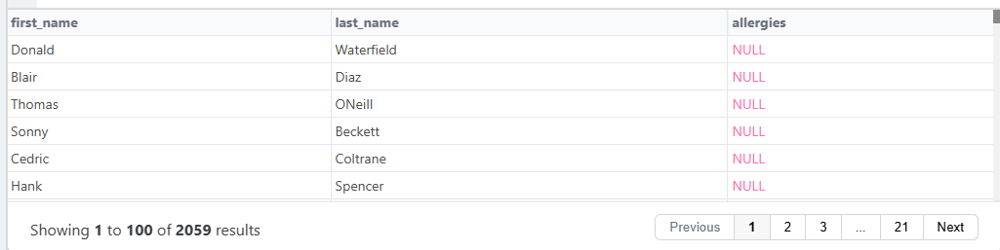 first_name last_name allergies
Donald Waterfield NULL
Blair Diaz NULL
Thomas ONeill NULL
Sonny Beckett NULL
Cedric Coltrane NULL
Hank Spencer NULL
Showing 1 to 100 of 2059 results Previous 1 2 3 ... 21 Next